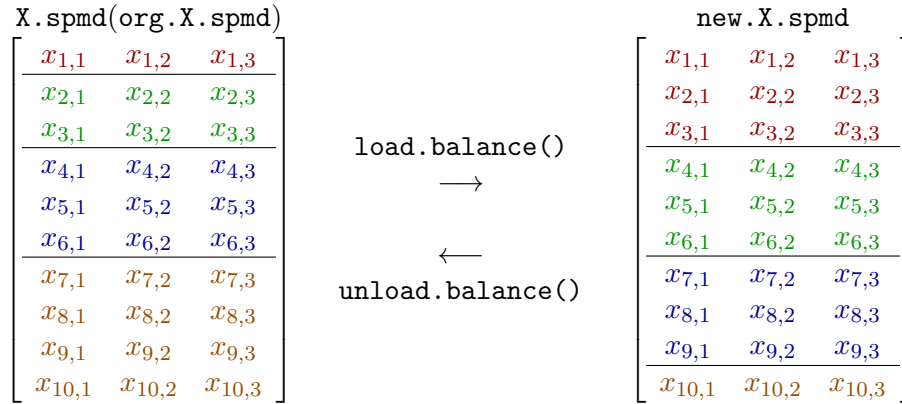 X.spmd(org.X.spmd)
x1,1 x1,2 x1,3
x2,1 x2,2 x2,3
x3,1 x3,2 x3,3
x4,1 x4,2 x4,3
x5,1 x5,2 x5,3
x6,1 x6,2 x6,3
x7,1 x7,2 x7,3
x8,1 x8,2 x8,3
x9,1 x9,2 x9,3
x10,1 x10,2 x10,3
load.balance()
⟶
⟵
unload.balance()
new.X.spmd
x1,1 x1,2 x1,3
x2,1 x2,2 x2,3
x3,1 x3,2 x3,3
x4,1 x4,2 x4,3
x5,1 x5,2 x5,3
x6,1 x6,2 x6,3
x7,1 x7,2 x7,3
x8,1 x8,2 x8,3
x9,1 x9,2 x9,3
x10,1 x10,2 x10,3